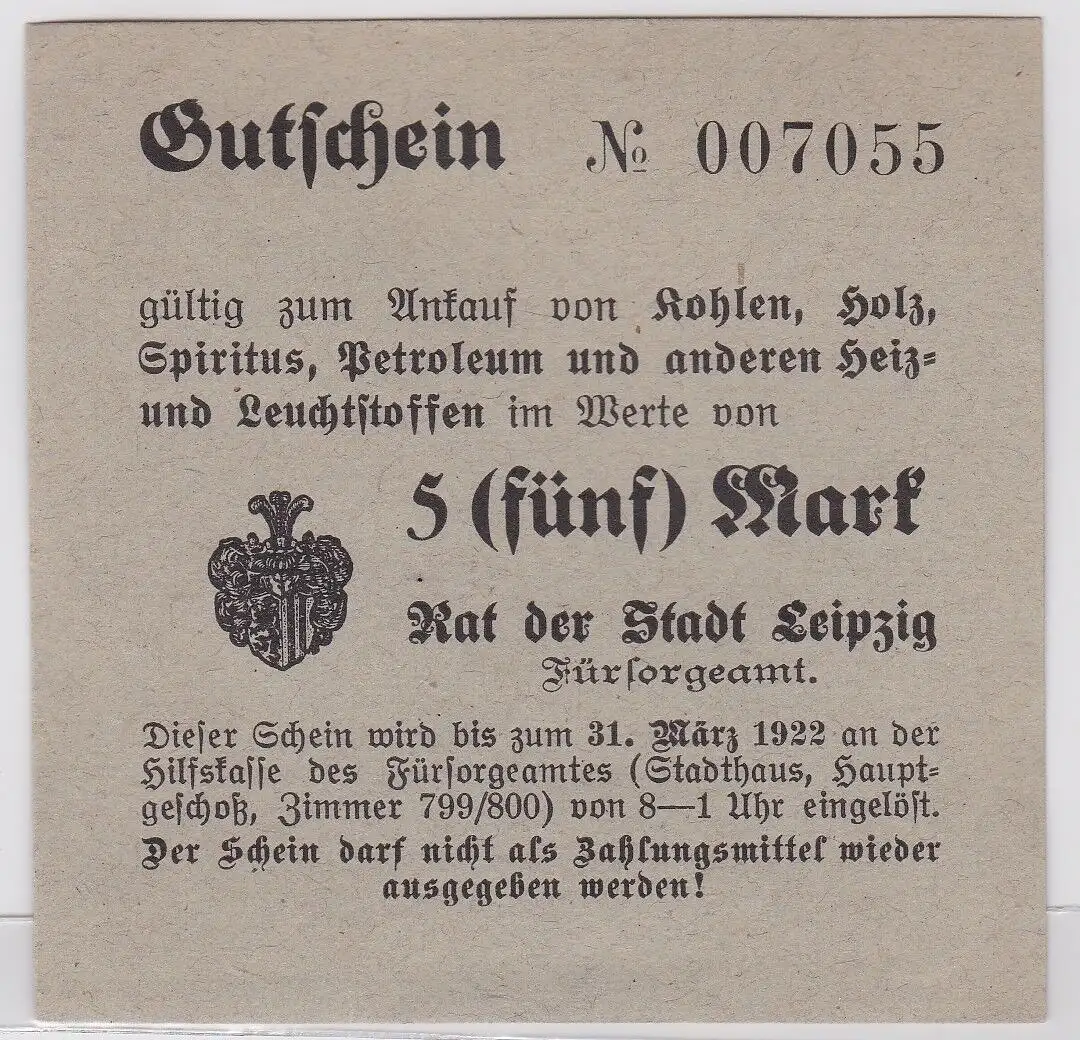 Gutschein № 007055
gültig zum Ankauf von Kohlen, Holz,
Spiritus, Petroleum und anderen Heiz-
und Leuchtstoffen im Werte von
5 (fünf) Mark
Rat der Stadt Leipzig
Fürsorgeamt.
Dieser Schein wird bis zum 31. März 1922 an der
Hilfskasse des Fürsorgeamtes (Stadthaus, Haupt-
geschoß, Zimmer 799/800) von 8—1 Uhr eingelöst.
Der Schein darf nicht als Zahlungsmittel wieder
ausgegeben werden!